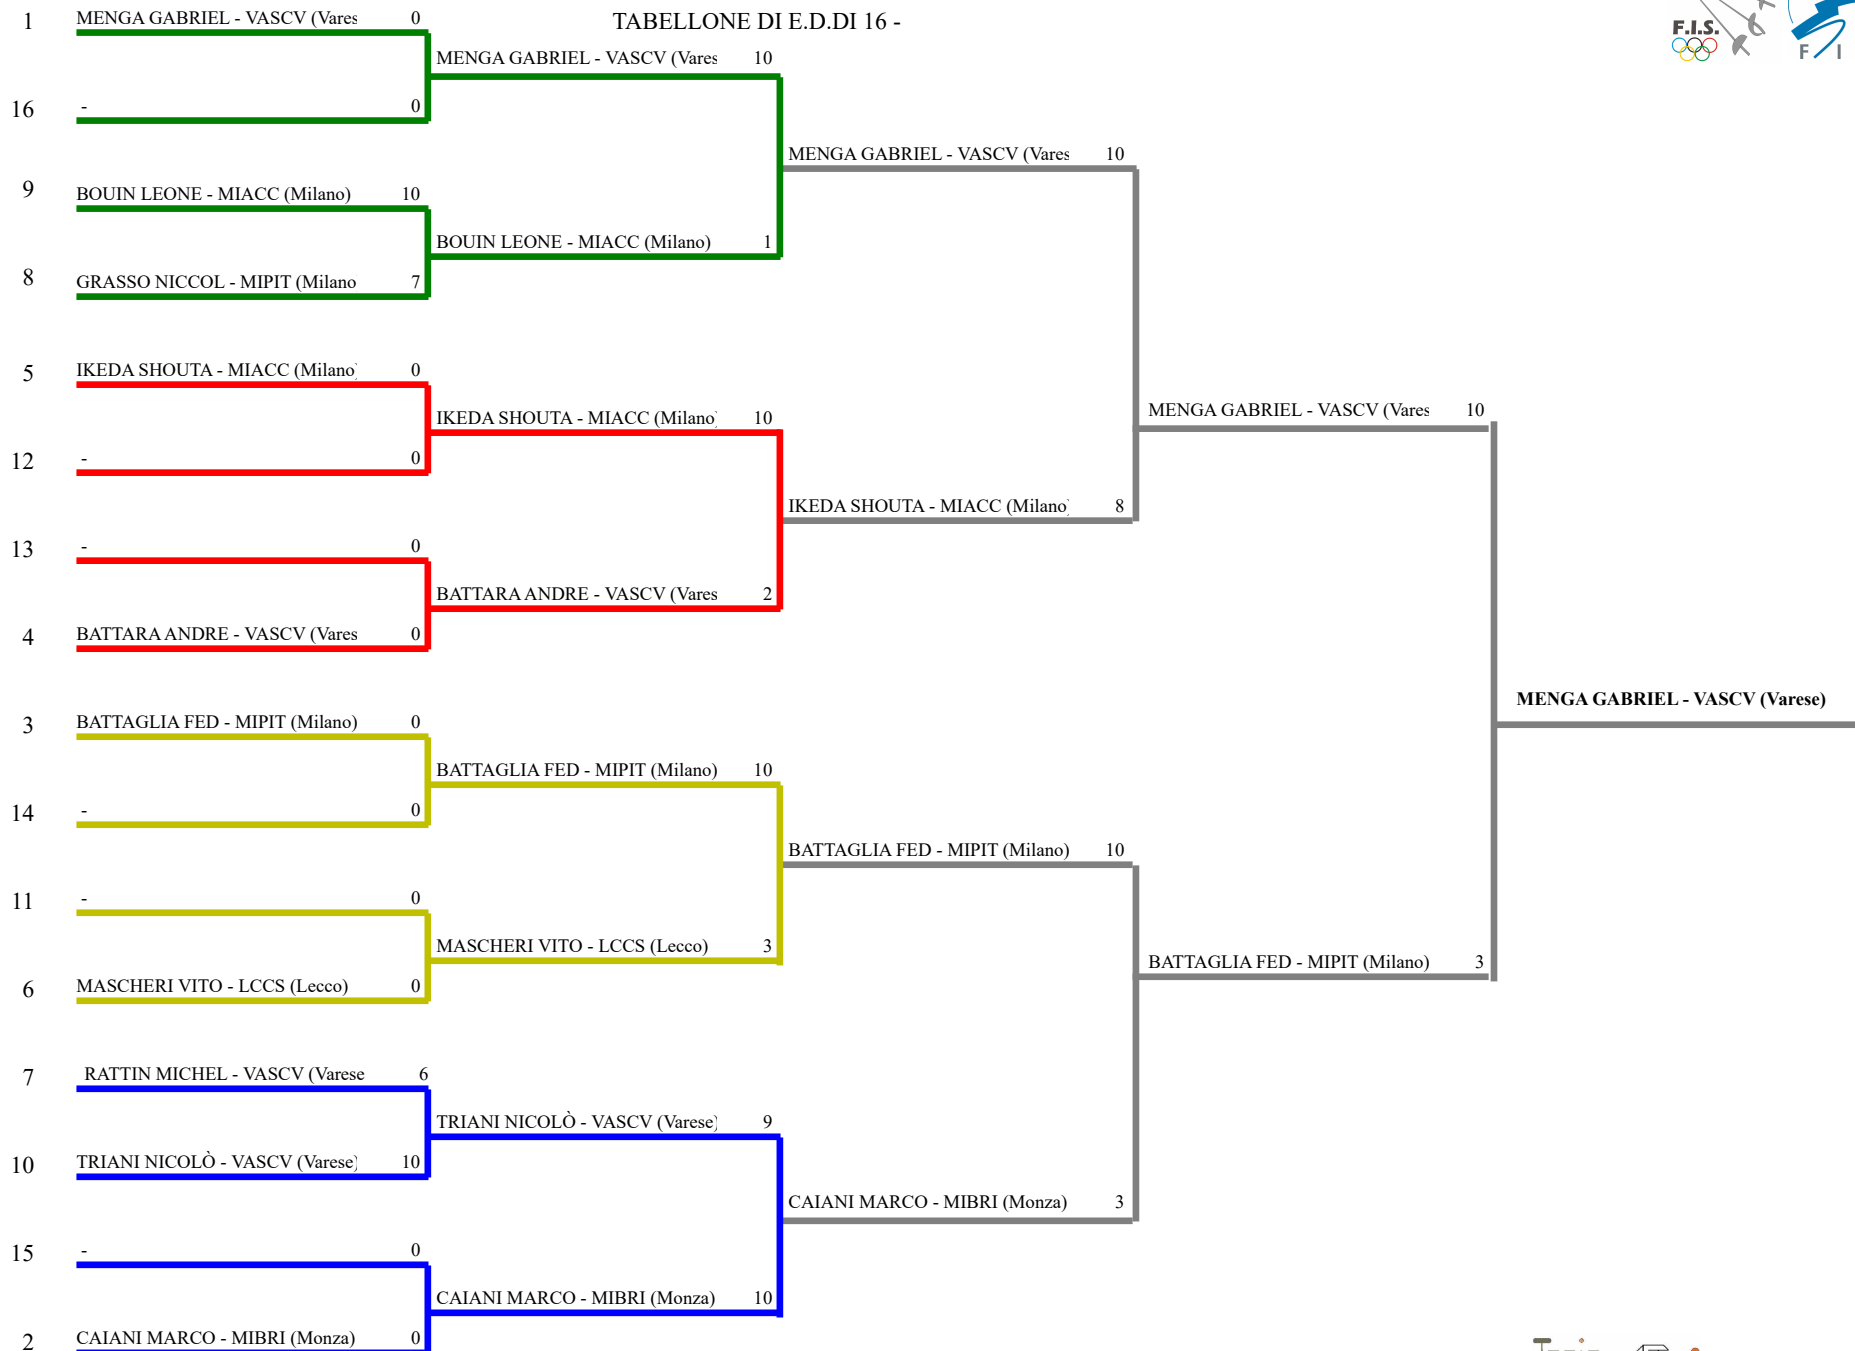 TABELLONE DI E.D.DI 16 -
F.I.S.
F I
1 MENGA GABRIEL - VASCV (Vares 0
MENGA GABRIEL - VASCV (Vares 10
16 - 0
MENGA GABRIEL - VASCV (Vares 10
9 BOUIN LEONE - MIACC (Milano) 10
BOUIN LEONE - MIACC (Milano) 1
8 GRASSO NICCOL - MIPIT (Milano 7
5 IKEDA SHOUTA - MIACC (Milano) 0
IKEDA SHOUTA - MIACC (Milano) 10
MENGA GABRIEL - VASCV (Vares 10
12 - 0
IKEDA SHOUTA - MIACC (Milano) 8
13 - 0
BATTARA ANDRE - VASCV (Vares 2
4 BATTARA ANDRE - VASCV (Vares 0
MENGA GABRIEL - VASCV (Varese)
3 BATTAGLIA FED - MIPIT (Milano) 0
BATTAGLIA FED - MIPIT (Milano) 10
14 - 0
BATTAGLIA FED - MIPIT (Milano) 10
11 - 0
MASCHERI VITO - LCCS (Lecco) 3
BATTAGLIA FED - MIPIT (Milano) 3
6 MASCHERI VITO - LCCS (Lecco) 0
7 RATTIN MICHEL - VASCV (Varese 6
TRIANI NICOLÒ - VASCV (Varese) 9
10 TRIANI NICOLÒ - VASCV (Varese) 10
CAIANI MARCO - MIBRI (Monza) 3
15 - 0
CAIANI MARCO - MIBRI (Monza) 10
2 CAIANI MARCO - MIBRI (Monza) 0